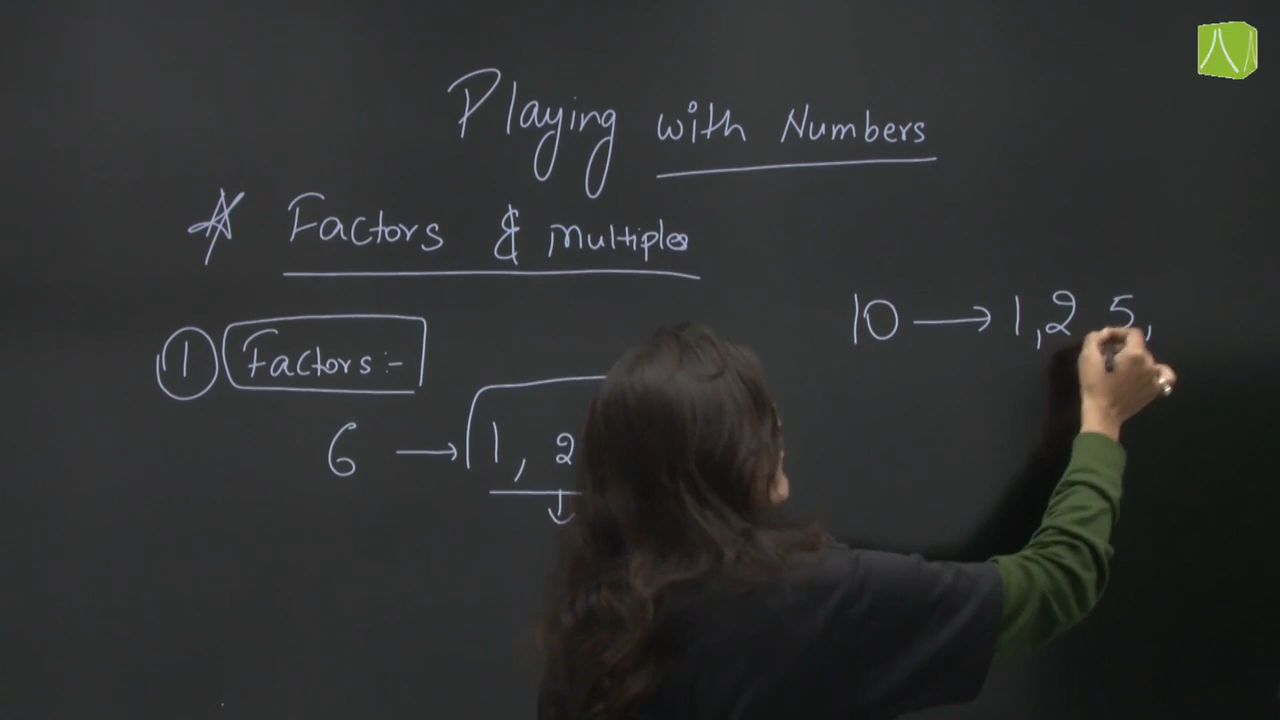 Playing with Numbers
Factors & Multiples
① Factors :-
10 → 1, 2 5,
6 → 1, 2